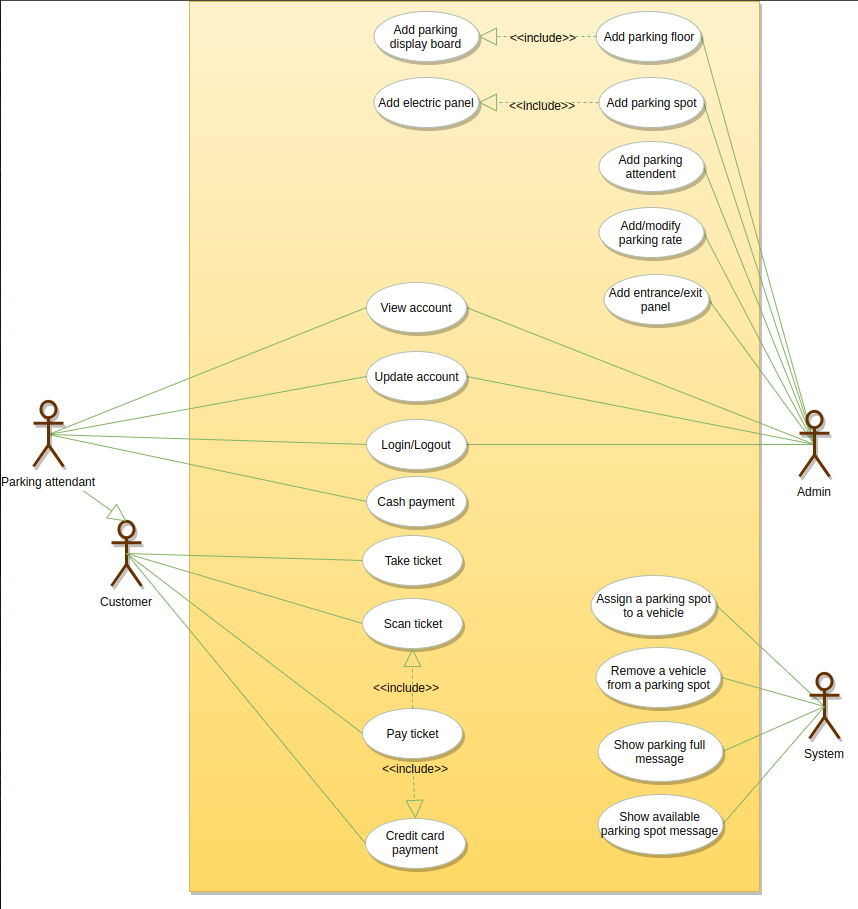 Add parking
display board
<<include>>
Add parking floor
Add electric panel
<<include>>
Add parking spot
Add parking
attendent
Add/modify
parking rate
Add entrance/exit
panel
View account
Update account
Login/Logout
Cash payment
Parking attendant
Admin
Take ticket
Customer
Scan ticket
Assign a parking spot
to a vehicle
<<include>>
Remove a vehicle
from a parking spot
Pay ticket
Show parking full
message
System
<<include>>
Credit card
payment
Show available
parking spot message